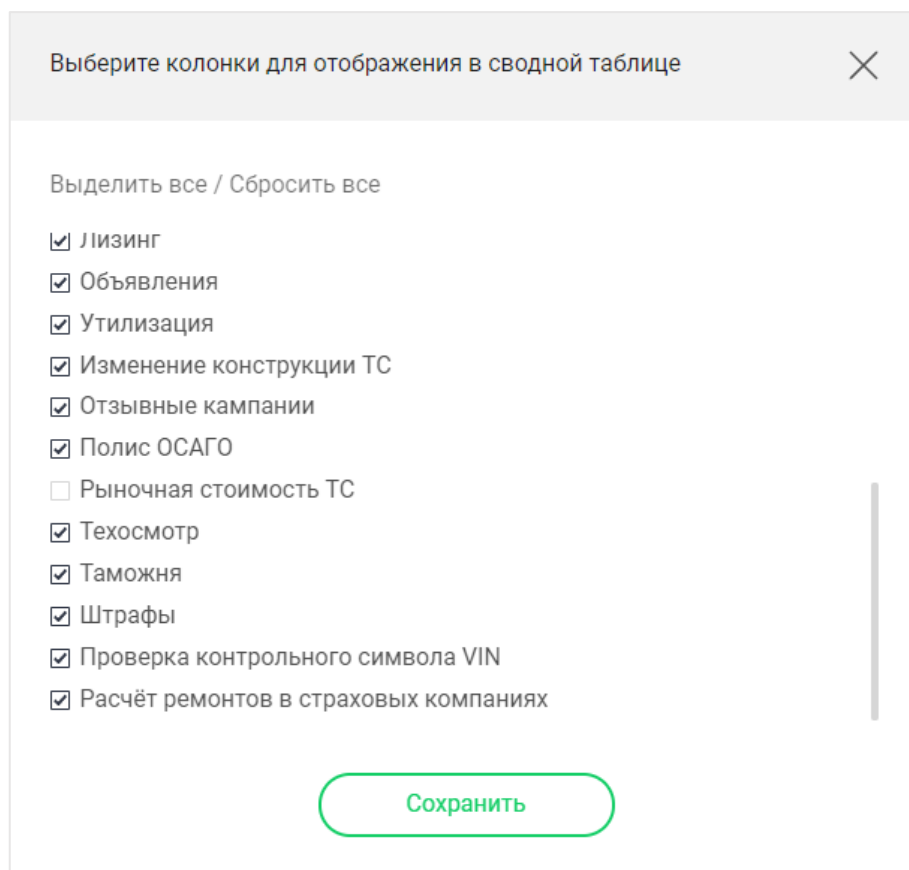 Выберите колонки для отображения в сводной таблице
Выделить все / Сбросить все
Лизинг
Объявления
Утилизация
Изменение конструкции ТС
Отзывные кампании
Полис ОСАГО
Рыночная стоимость ТС
Техосмотр
Таможня
Штрафы
Проверка контрольного символа VIN
Расчёт ремонтов в страховых компаниях
Сохранить